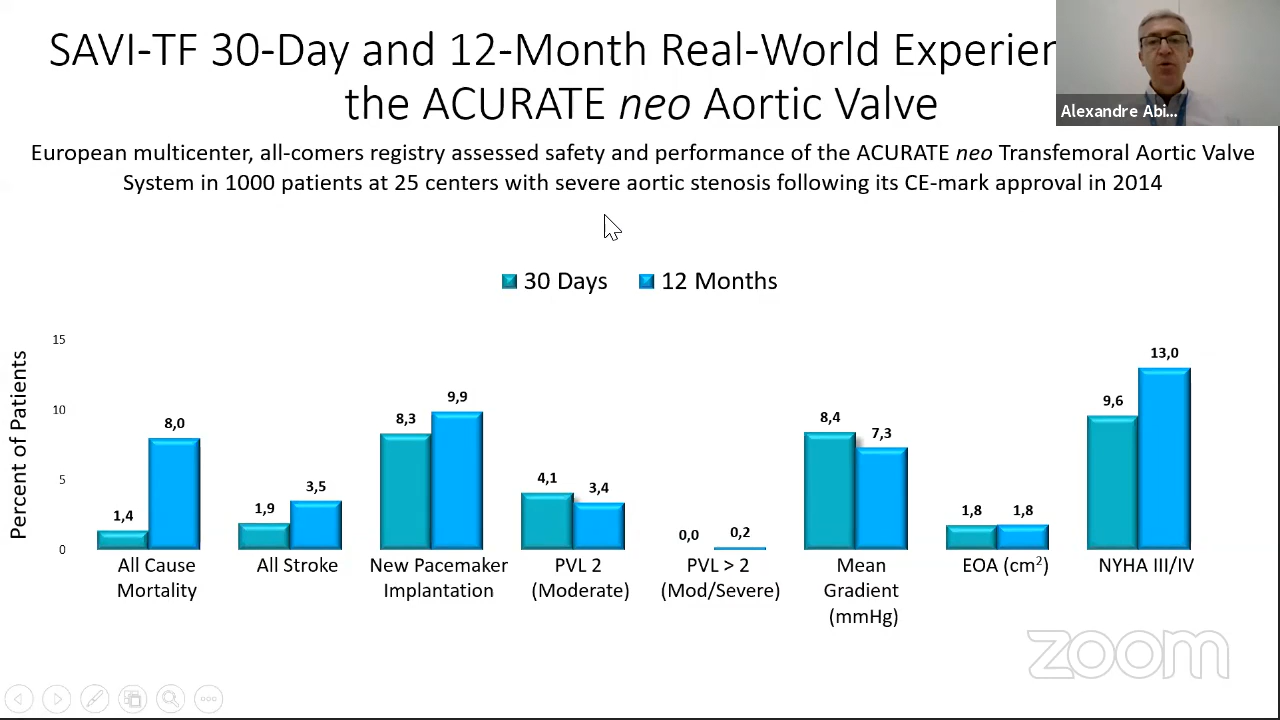 SAVI-TF 30-Day and 12-Month Real-World Experien
the ACURATE neo Aortic Valve
Alexandre Abi...
European multicenter, all-comers registry assessed safety and performance of the ACURATE neo Transfemoral Aortic Valve
System in 1000 patients at 25 centers with severe aortic stenosis following its CE-mark approval in 2014
30 Days 12 Months
Percent of Patients
15
10
5
0
1,4 8,0
1,9 3,5
8,3 9,9
4,1 3,4
0,0 0,2
8,4 7,3
1,8 1,8
9,6 13,0
All Cause
Mortality
All Stroke
New Pacemaker
Implantation
PVL 2
(Moderate)
PVL > 2
(Mod/Severe)
Mean
Gradient
(mmHg)
EOA (cm²)
NYHA III/IV
zoom